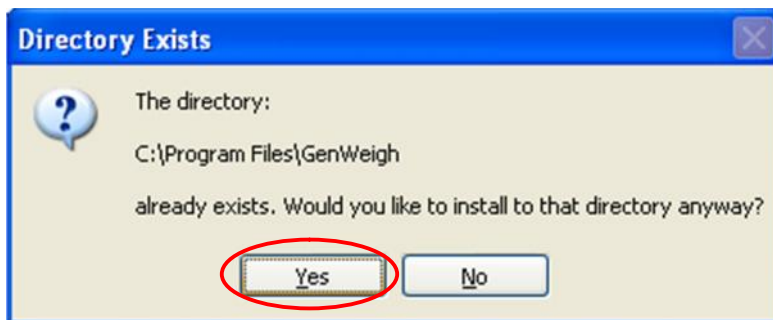 Directory Exists
?
The directory:
C:\Program Files\GenWeigh
already exists. Would you like to install to that directory anyway?
Yes
No